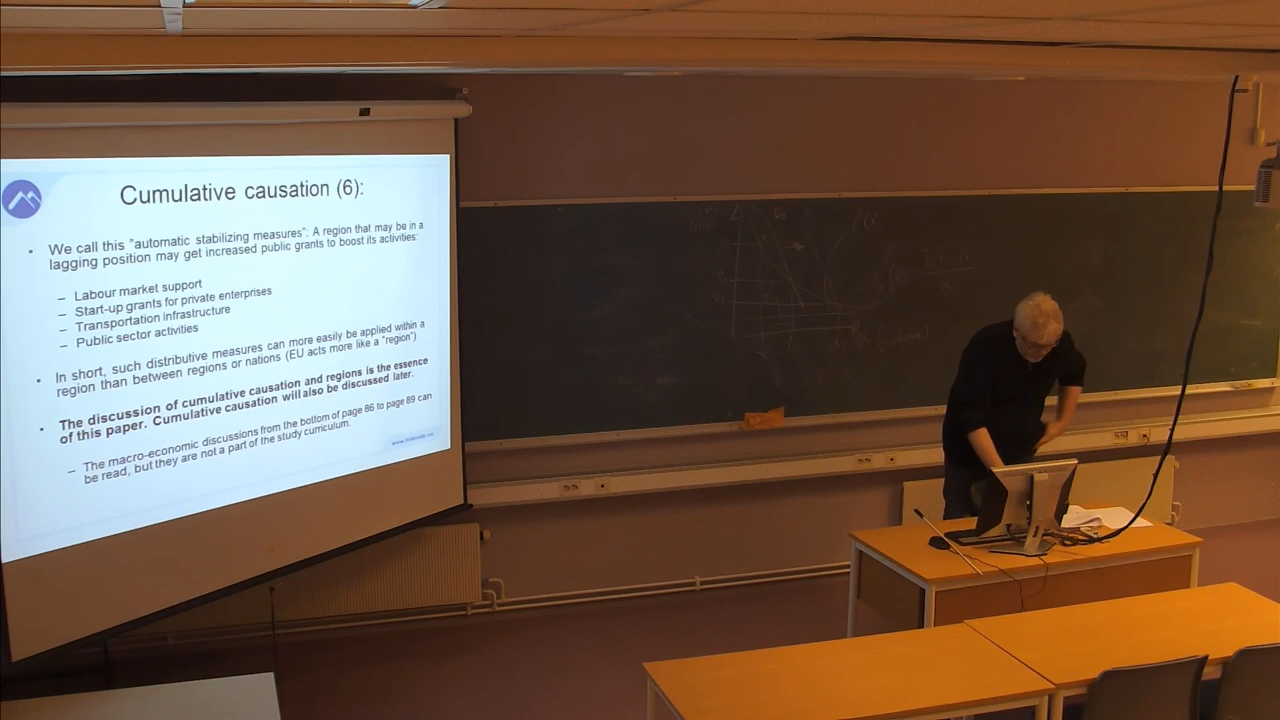 Cumulative causation (6):
• We call this "automatic stabilizing measures": A region that may be in a
lagging position may get increased public grants to boost its activities:
– Labour market support
– Start-up grants for private enterprises
– Transportation infrastructure
– Public sector activities
• In short, such distributive measures can more easily be applied within a
region than between regions or nations (EU acts more like a "region")
• The discussion of cumulative causation and regions is the essence
of this paper. Cumulative causation will also be discussed later.
– The macro-economic discussions from the bottom of page 86 to page 89 can
be read, but they are not a part of the study curriculum.